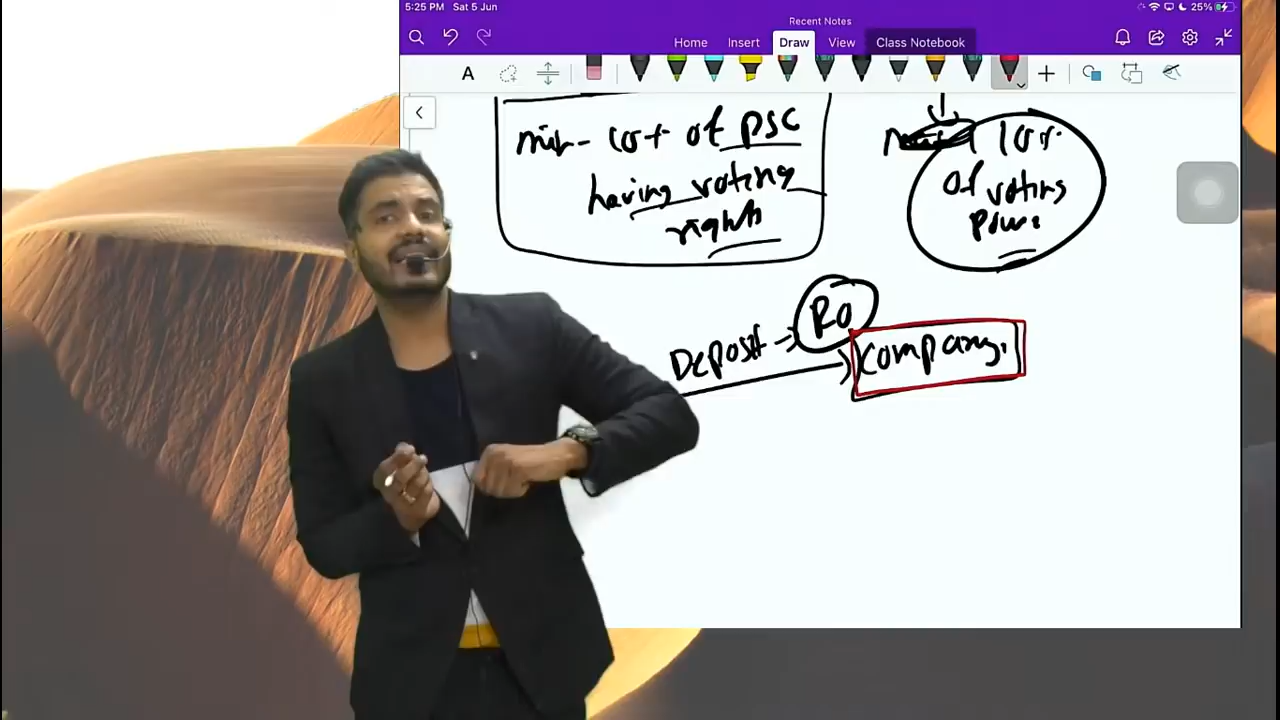 5:25 PM Sat 5 Jun
25%
Recent Notes
Home Insert Draw View Class Notebook
A
min- 10% of PSC
having voting
rights
10%
of voting
power
Deposit → RO
Company.